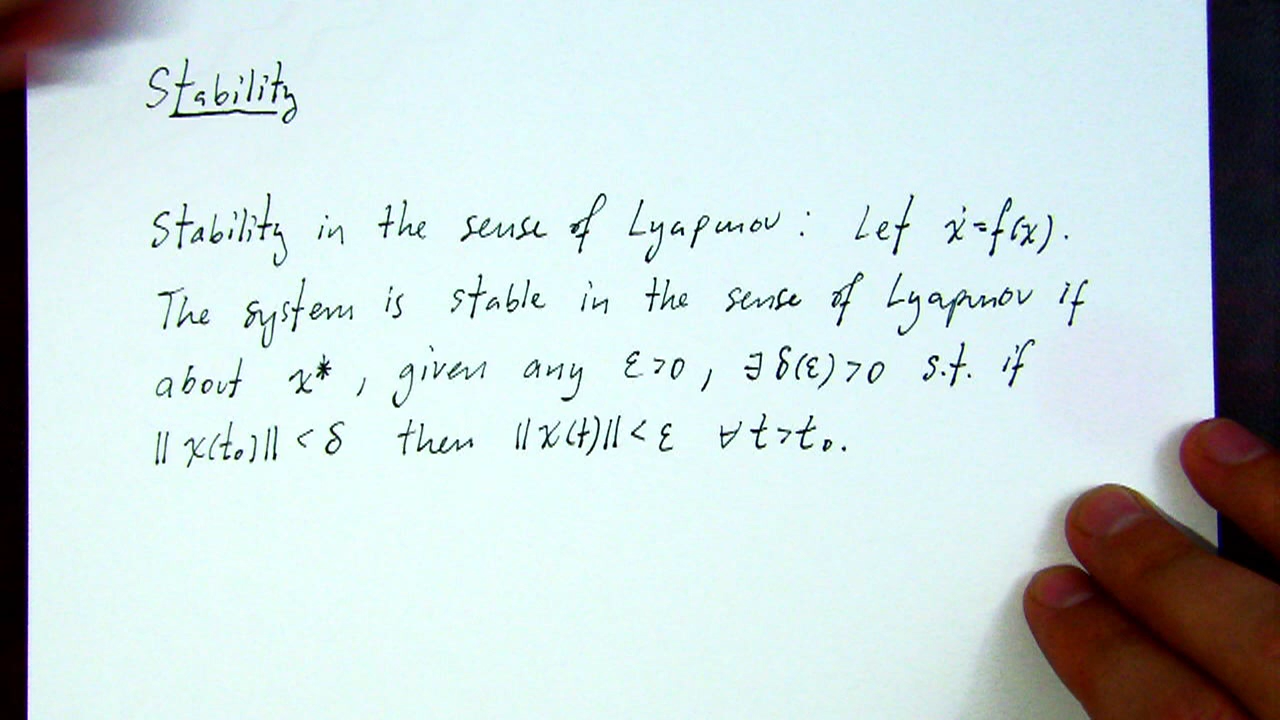 Stability
Stability in the sense of Lyapunov: Let ẋ=f(x).
The system is stable in the sense of Lyapunov if
about x*, given any ε>0, ∃ δ(ε)>0 s.t. if
||x(t₀)|| < δ then ||x(t)|| < ε ∀ t>t₀.